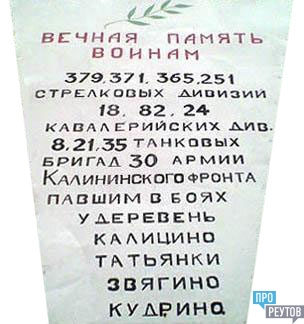 ВЕЧНАЯ ПАМЯТЬ
ВОИНАМ
379,371, 365,251
СТРЕЛКОВЫХ ДИВИЗИЙ
18, 82, 24
КАВАЛЕРИЙСКИХ ДИВ.
8,21,35 ТАНКОВЫХ
БРИГАД 30 АРМИИ
КАЛИНИНСКОГО ФРОНТА
ПАВШИМ В БОЯХ
У ДЕРЕВЕНЬ
КАЛИЦИНО
ТАТЬЯНКИ
ЗВЯГИНО
КУДРИНО
ПРО
РЕУТОВ